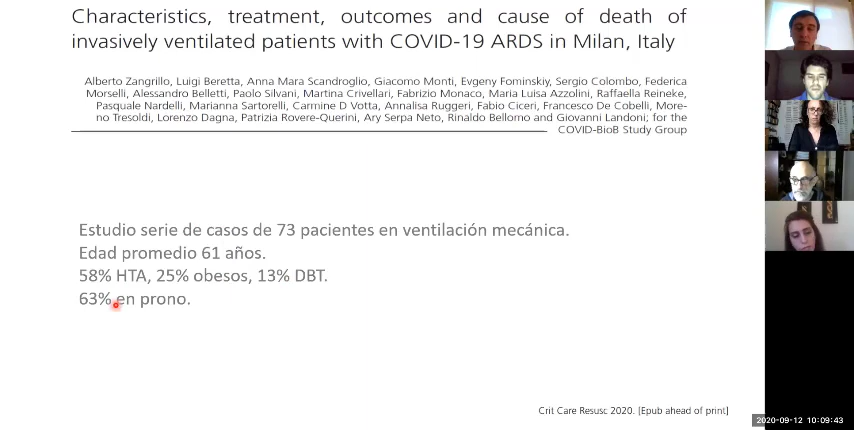 Characteristics, treatment, outcomes and cause of death of
invasively ventilated patients with COVID-19 ARDS in Milan, Italy
Alberto Zangrillo, Luigi Beretta, Anna Mara Scandroglio, Giacomo Monti, Evgeny Fominskiy, Sergio Colombo, Federica
Morselli, Alessandro Belletti, Paolo Silvani, Martina Crivellari, Fabrizio Monaco, Maria Luisa Azzolini, Raffaella Reineke,
Pasquale Nardelli, Marianna Sartorelli, Carmine D Votta, Annalisa Ruggeri, Fabio Ciceri, Francesco De Cobelli, More-
no Tresoldi, Lorenzo Dagna, Patrizia Rovere-Querini, Ary Serpa Neto, Rinaldo Bellomo and Giovanni Landoni; for the
COVID-BioB Study Group
Estudio serie de casos de 73 pacientes en ventilación mecánica.
Edad promedio 61 años.
58% HTA, 25% obesos, 13% DBT.
63% en prono.
Crit Care Resusc 2020. [Epub ahead of print]
2020-09-12 10:09:43